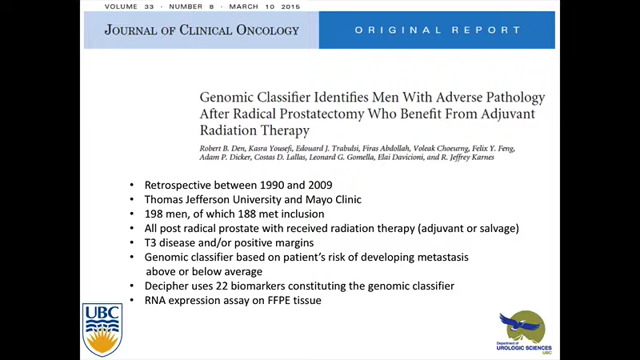 VOLUME 33 · NUMBER 8 · MARCH 10 2015
JOURNAL OF CLINICAL ONCOLOGY
ORIGINAL REPORT
Genomic Classifier Identifies Men With Adverse Pathology
After Radical Prostatectomy Who Benefit From Adjuvant
Radiation Therapy
Robert B. Den, Kasra Yousefi, Edouard J. Trabulsi, Firas Abdollah, Voleak Choeurng, Felix Y. Feng,
Adam P. Dicker, Costas D. Lallas, Leonard G. Gomella, Elai Davicioni, and R. Jeffrey Karnes
• Retrospective between 1990 and 2009
• Thomas Jefferson University and Mayo Clinic
• 198 men, of which 188 met inclusion
• All post radical prostate with received radiation therapy (adjuvant or salvage)
• T3 disease and/or positive margins
• Genomic classifier based on patient's risk of developing metastasis
above or below average
• Decipher uses 22 biomarkers constituting the genomic classifier
• RNA expression assay on FFPE tissue
UBC
Department of
UROLOGIC SCIENCES
UBC